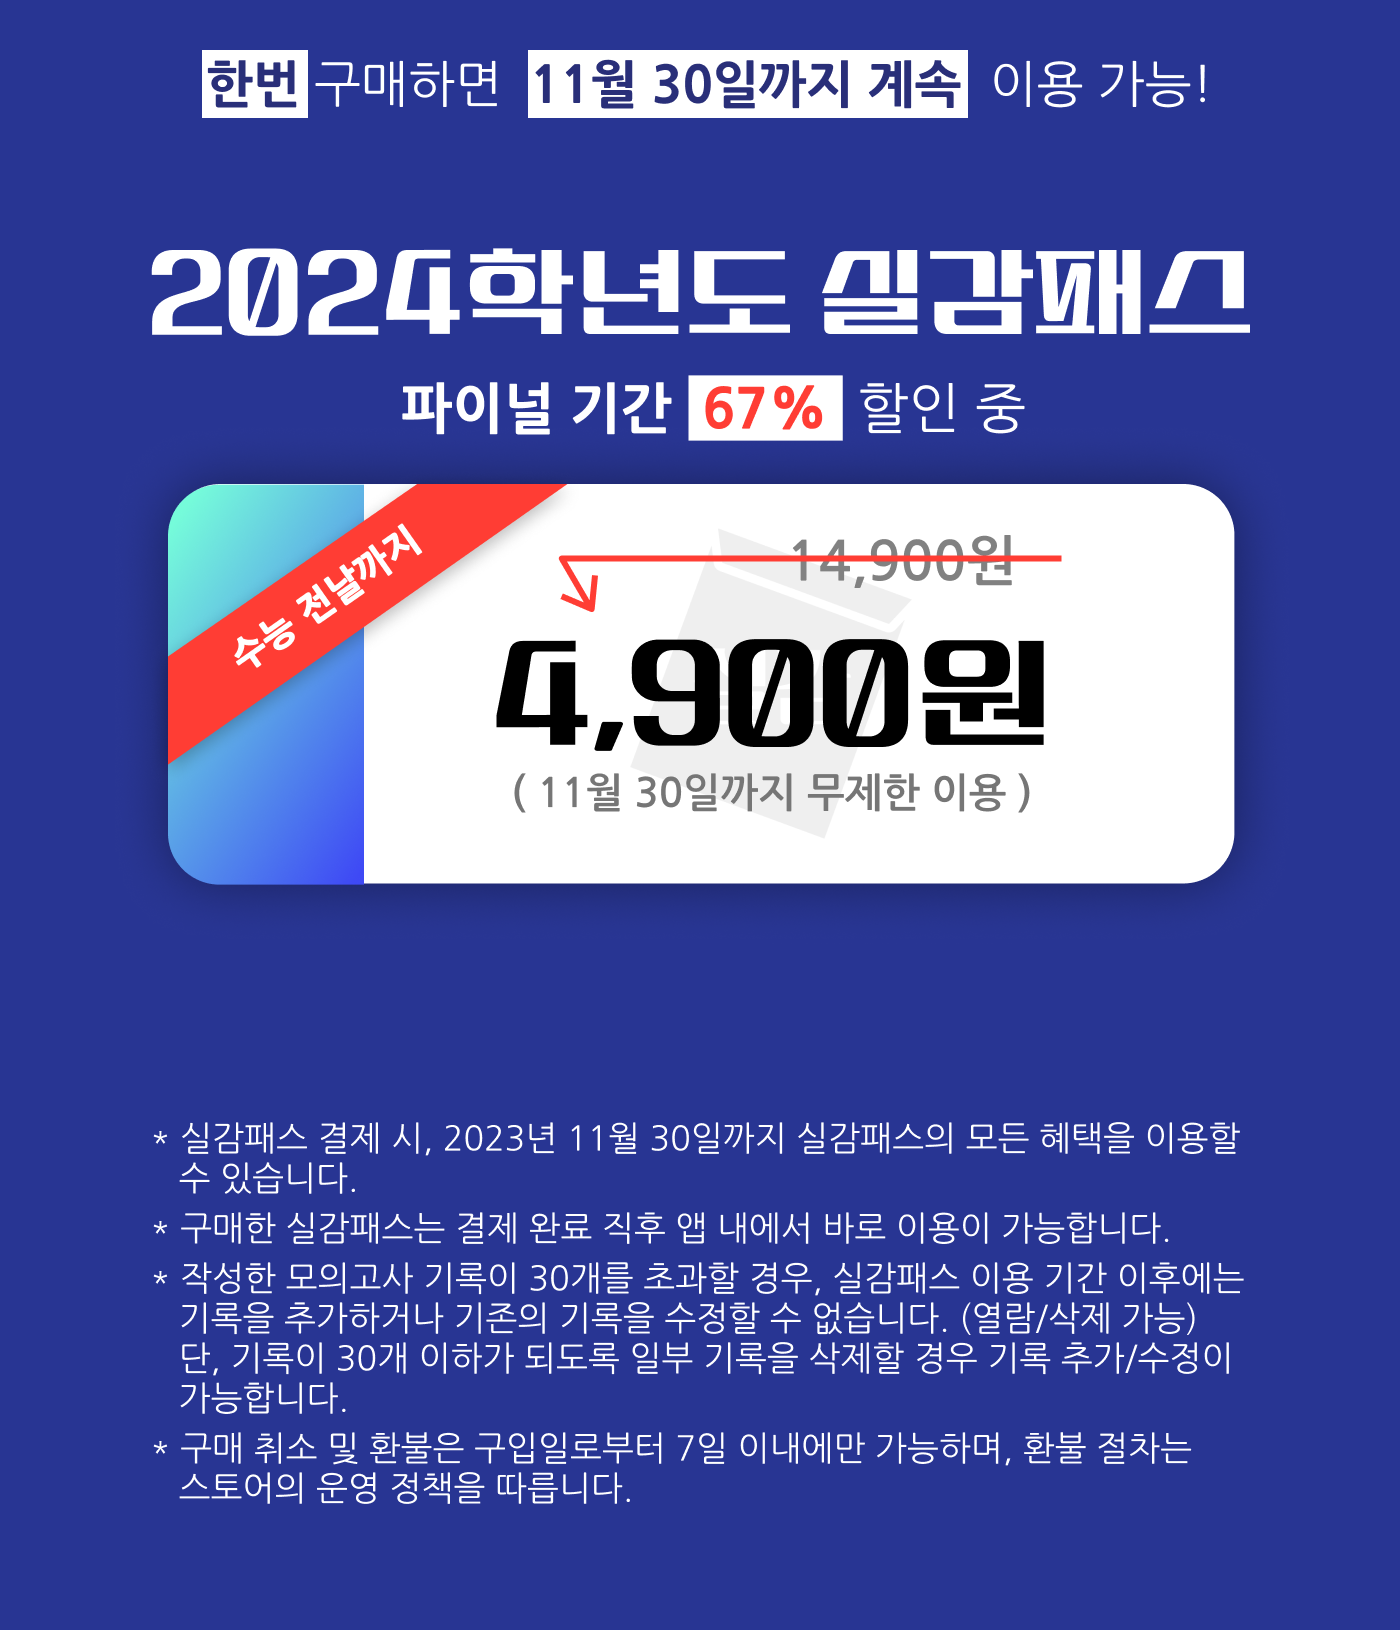 한번 구매하면 11월 30일까지 계속 이용 가능!
2024학년도 실감패스
파이널 기간 67% 할인 중
수능 전날까지
14,900원
4,900원
( 11월 30일까지 무제한 이용 )
* 실감패스 결제 시, 2023년 11월 30일까지 실감패스의 모든 혜택을 이용할
수 있습니다.
* 구매한 실감패스는 결제 완료 직후 앱 내에서 바로 이용이 가능합니다.
* 작성한 모의고사 기록이 30개를 초과할 경우, 실감패스 이용 기간 이후에는
기록을 추가하거나 기존의 기록을 수정할 수 없습니다. (열람/삭제 가능)
단, 기록이 30개 이하가 되도록 일부 기록을 삭제할 경우 기록 추가/수정이
가능합니다.
* 구매 취소 및 환불은 구입일로부터 7일 이내에만 가능하며, 환불 절차는
스토어의 운영 정책을 따릅니다.